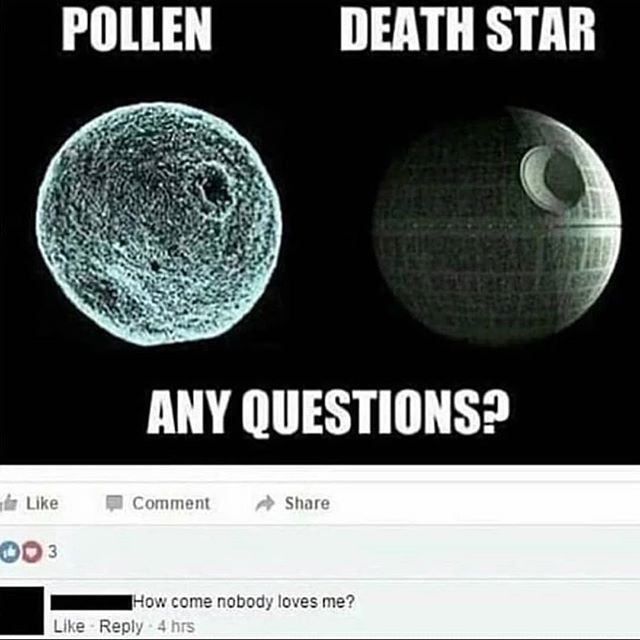 POLLEN DEATH STAR
ANY QUESTIONS?
Like Comment Share
3
How come nobody loves me?
Like · Reply · 4 hrs